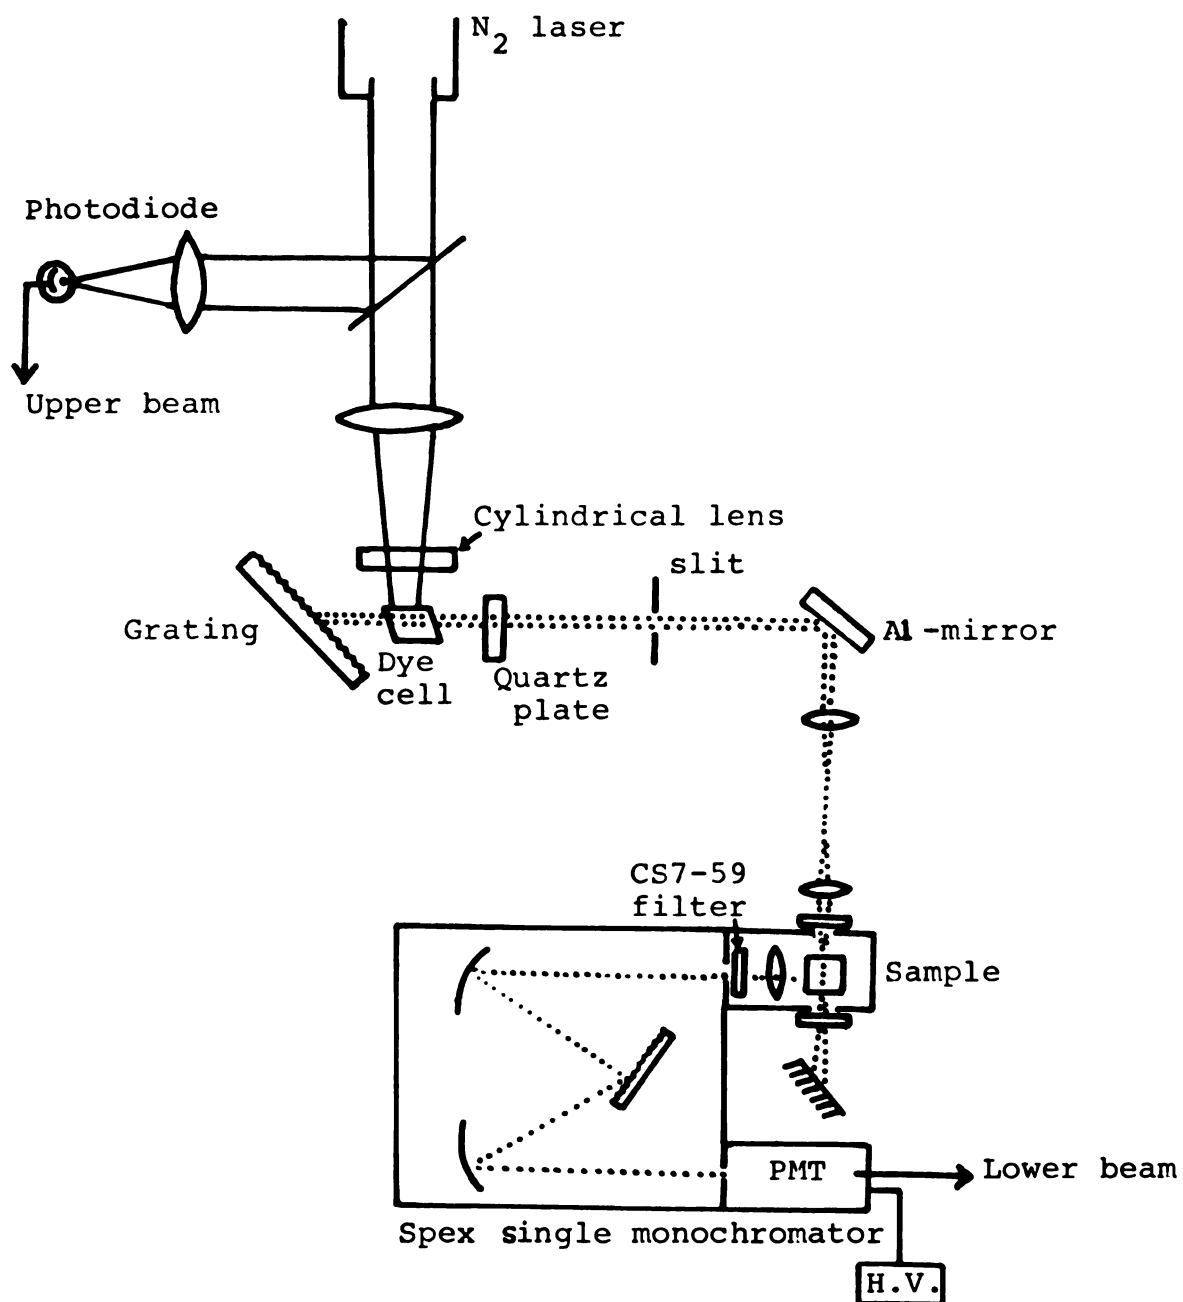 N2 laser
Photodiode
Upper beam
Cylindrical lens
slit
Grating
Al-mirror
Dye
cell
Quartz
plate
CS7-59
filter
Sample
PMT
Lower beam
Spex single monochromator
H.V.